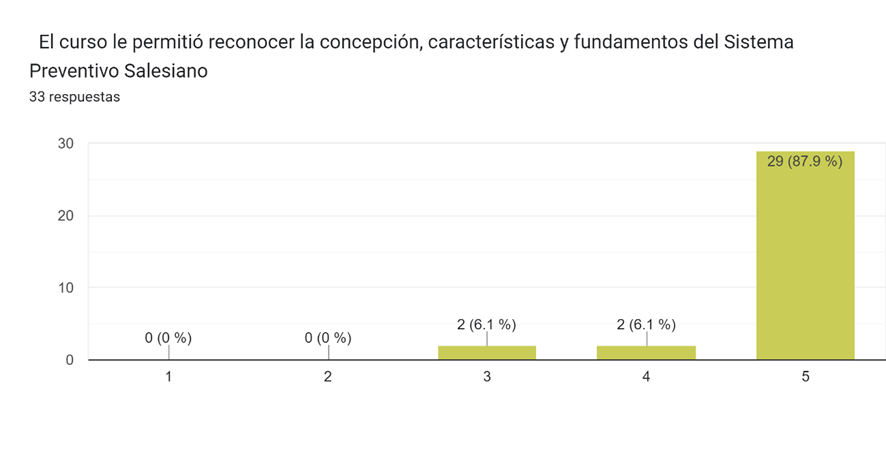 El curso le permitió reconocer la concepción, características y fundamentos del Sistema
Preventivo Salesiano
33 respuestas
30
20
10
0
0 (0 %)
0 (0 %)
2 (6.1 %)
2 (6.1 %)
29 (87.9 %)
1
2
3
4
5